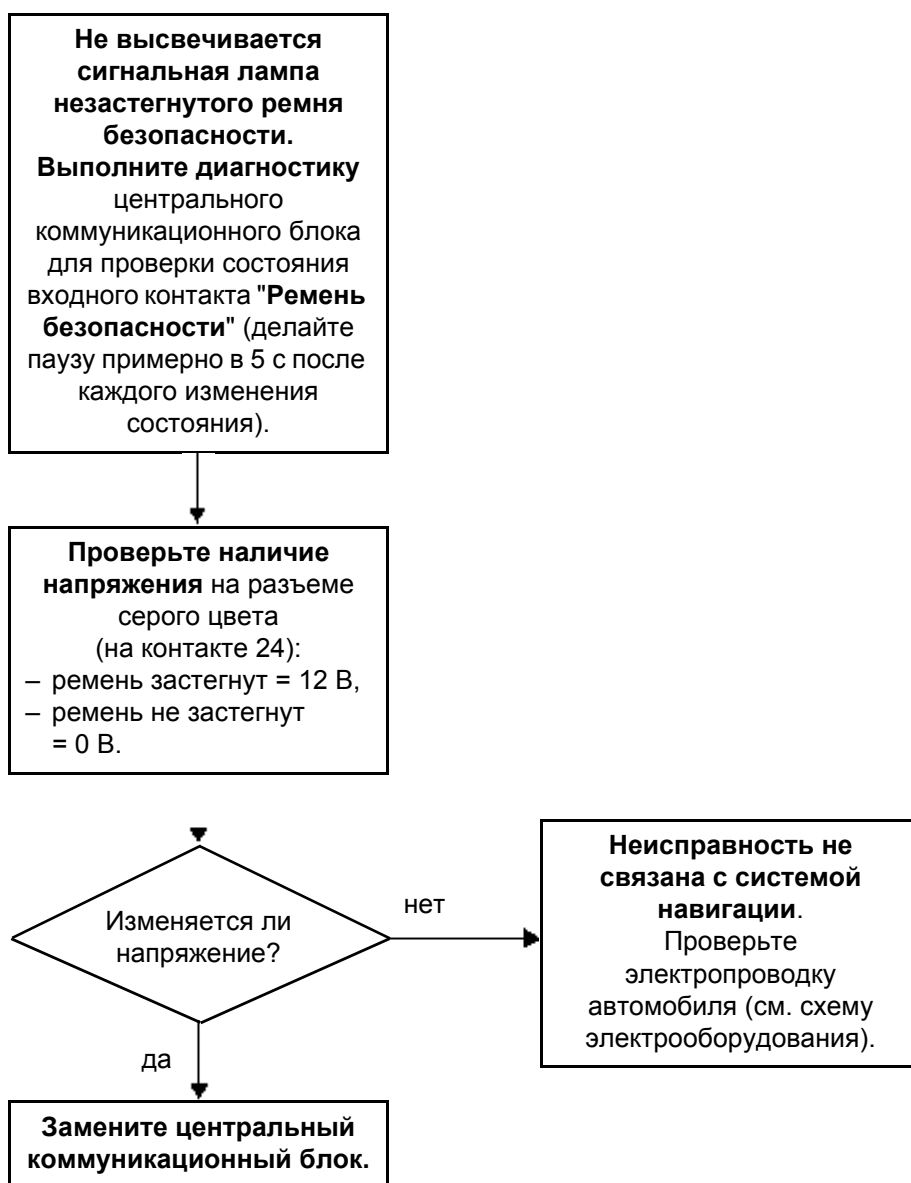 Не высвечивается
сигнальная лампа
незастегнутого ремня
безопасности.
Выполните диагностику
центрального
коммуникационного блока
для проверки состояния
входного контакта "Ремень
безопасности" (делайте
паузу примерно в 5 с после
каждого изменения
состояния).
Проверьте наличие
напряжения на разъеме
серого цвета
(на контакте 24):
– ремень застегнут = 12 В,
– ремень не застегнут
= 0 В.
Изменяется ли
напряжение?
нет
Неисправность не
связана с системой
навигации.
Проверьте
электропроводку
автомобиля (см. схему
электрооборудования).
да
Замените центральный
коммуникационный блок.